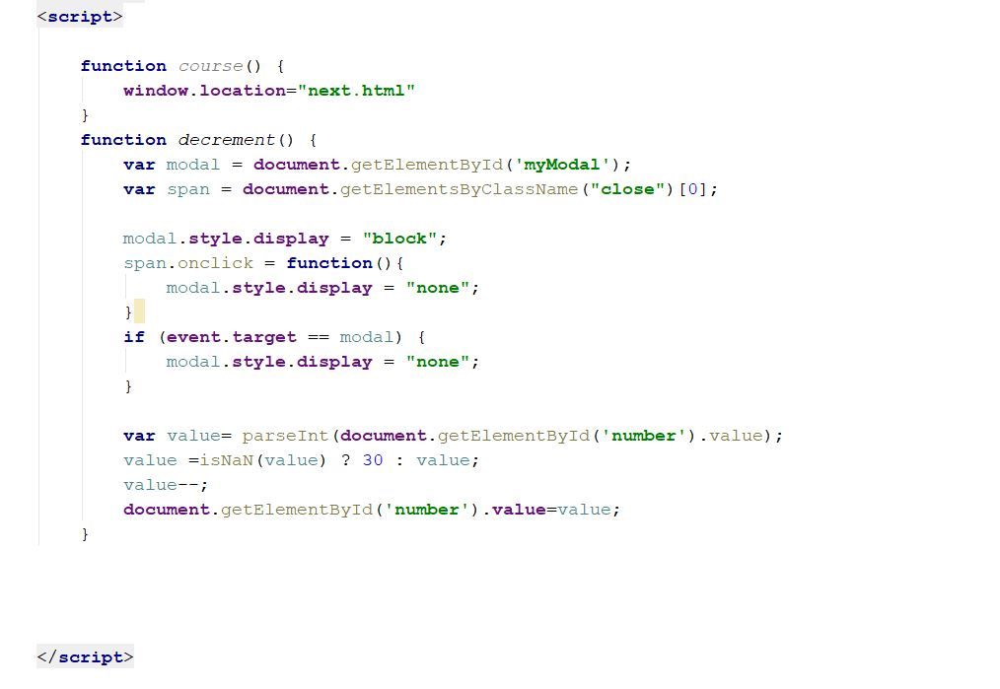 <script>
function course() {
window.location="next.html"
}
function decrement() {
var modal = document.getElementById('myModal');
var span = document.getElementsByClassName("close")[0];
modal.style.display = "block";
span.onclick = function(){
modal.style.display = "none";
}
if (event.target == modal) {
modal.style.display = "none";
}
var value= parseInt(document.getElementById('number').value);
value =isNaN(value) ? 30 : value;
value--;
document.getElementById('number').value=value;
}
</script>